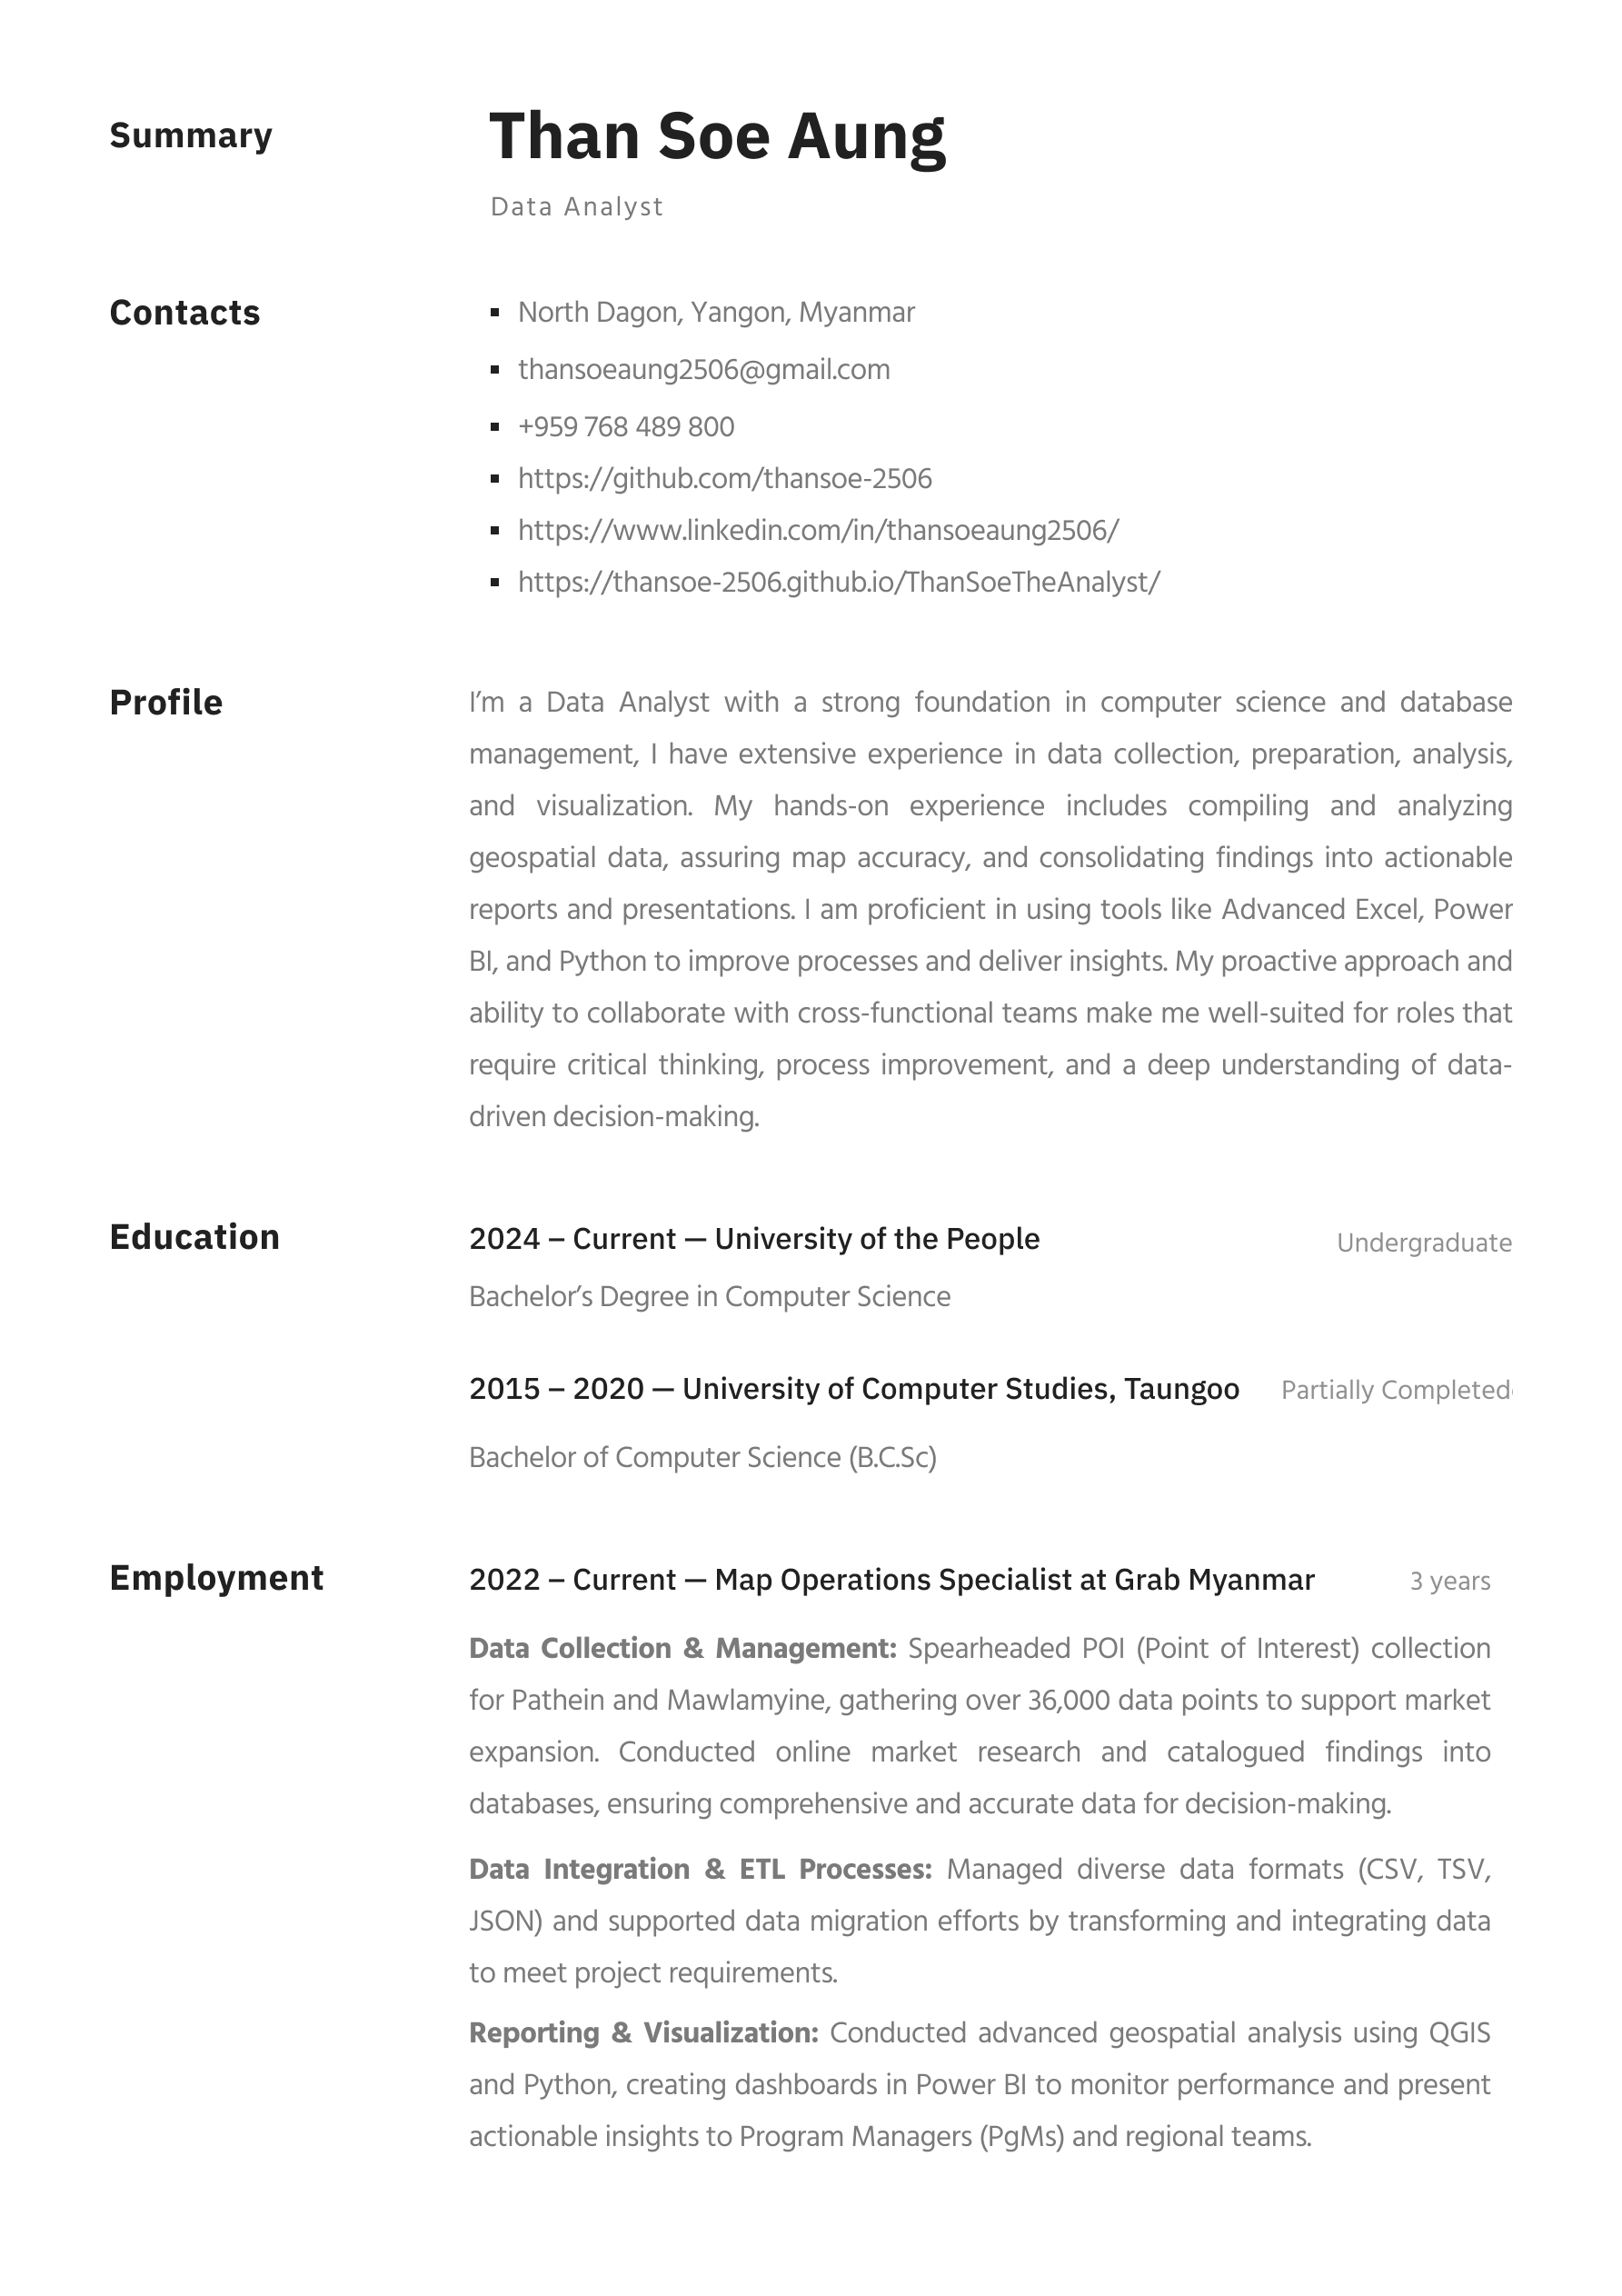 Summary
Than Soe Aung
Data Analyst
Contacts
▪ North Dagon, Yangon, Myanmar
▪ thansoeaung2506@gmail.com
▪ +959 768 489 800
▪ https://github.com/thansoe-2506
▪ https://www.linkedin.com/in/thansoeaung2506/
▪ https://thansoe-2506.github.io/ThanSoeTheAnalyst/
Profile
I’m a Data Analyst with a strong foundation in computer science and database
management, I have extensive experience in data collection, preparation, analysis,
and visualization. My hands-on experience includes compiling and analyzing
geospatial data, assuring map accuracy, and consolidating findings into actionable
reports and presentations. I am proficient in using tools like Advanced Excel, Power
BI, and Python to improve processes and deliver insights. My proactive approach and
ability to collaborate with cross-functional teams make me well-suited for roles that
require critical thinking, process improvement, and a deep understanding of data-
driven decision-making.
Education
2024 – Current — University of the People Undergraduate
Bachelor’s Degree in Computer Science
2015 – 2020 — University of Computer Studies, Taungoo Partially Completed
Bachelor of Computer Science (B.C.Sc)
Employment
2022 – Current — Map Operations Specialist at Grab Myanmar 3 years
Data Collection & Management: Spearheaded POI (Point of Interest) collection
for Pathein and Mawlamyine, gathering over 36,000 data points to support market
expansion. Conducted online market research and catalogued findings into
databases, ensuring comprehensive and accurate data for decision-making.
Data Integration & ETL Processes: Managed diverse data formats (CSV, TSV,
JSON) and supported data migration efforts by transforming and integrating data
to meet project requirements.
Reporting & Visualization: Conducted advanced geospatial analysis using QGIS
and Python, creating dashboards in Power BI to monitor performance and present
actionable insights to Program Managers (PgMs) and regional teams.